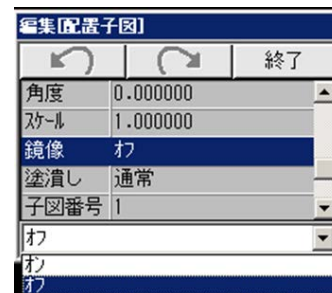 編集[配置子図]
終了
角度 0.000000
ｽｹｰﾙ 1.000000
鏡像 ｵﾌ
塗潰し 通常
子図番号 1
ｵﾌ
ｵﾝ
ｵﾌ